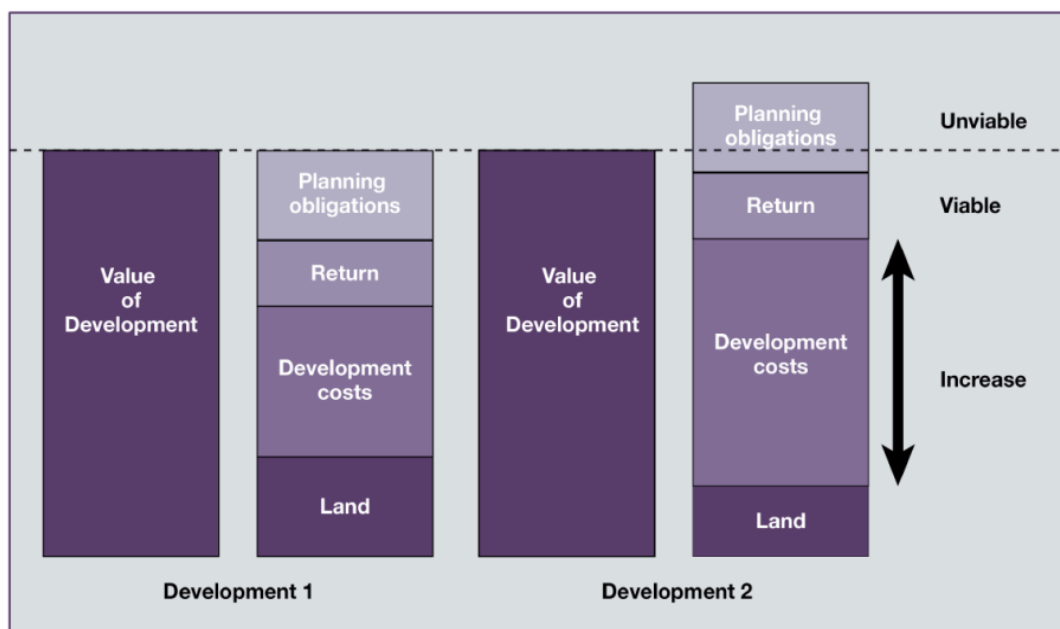 Value
of
Development
Planning
obligations
Return
Development
costs
Land
Development 1
Value
of
Development
Planning
obligations
Return
Development
costs
Land
Development 2
Unviable
Viable
Increase